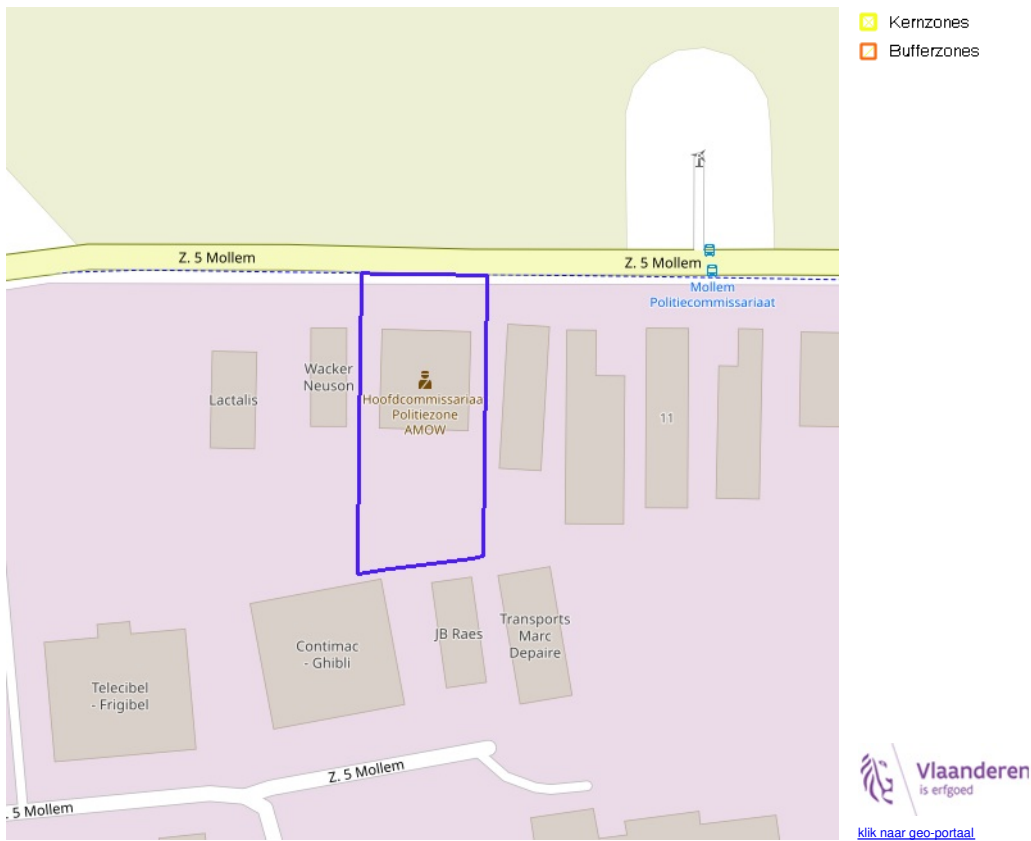 Kernzones
Bufferzones
Z. 5 Mollem
Z. 5 Mollem
Mollem
Politiecommissariaat
Wacker
Neuson
Lactalis
Hoofdcommissariaa
Politiezone
AMOW
11
Contimac
- Ghibli
JB Raes
Transports
Marc
Depaire
Telecibel
- Frigibel
Z. 5 Mollem
5 Mollem
Vlaanderen
is erfgoed
klik naar geo-portaal